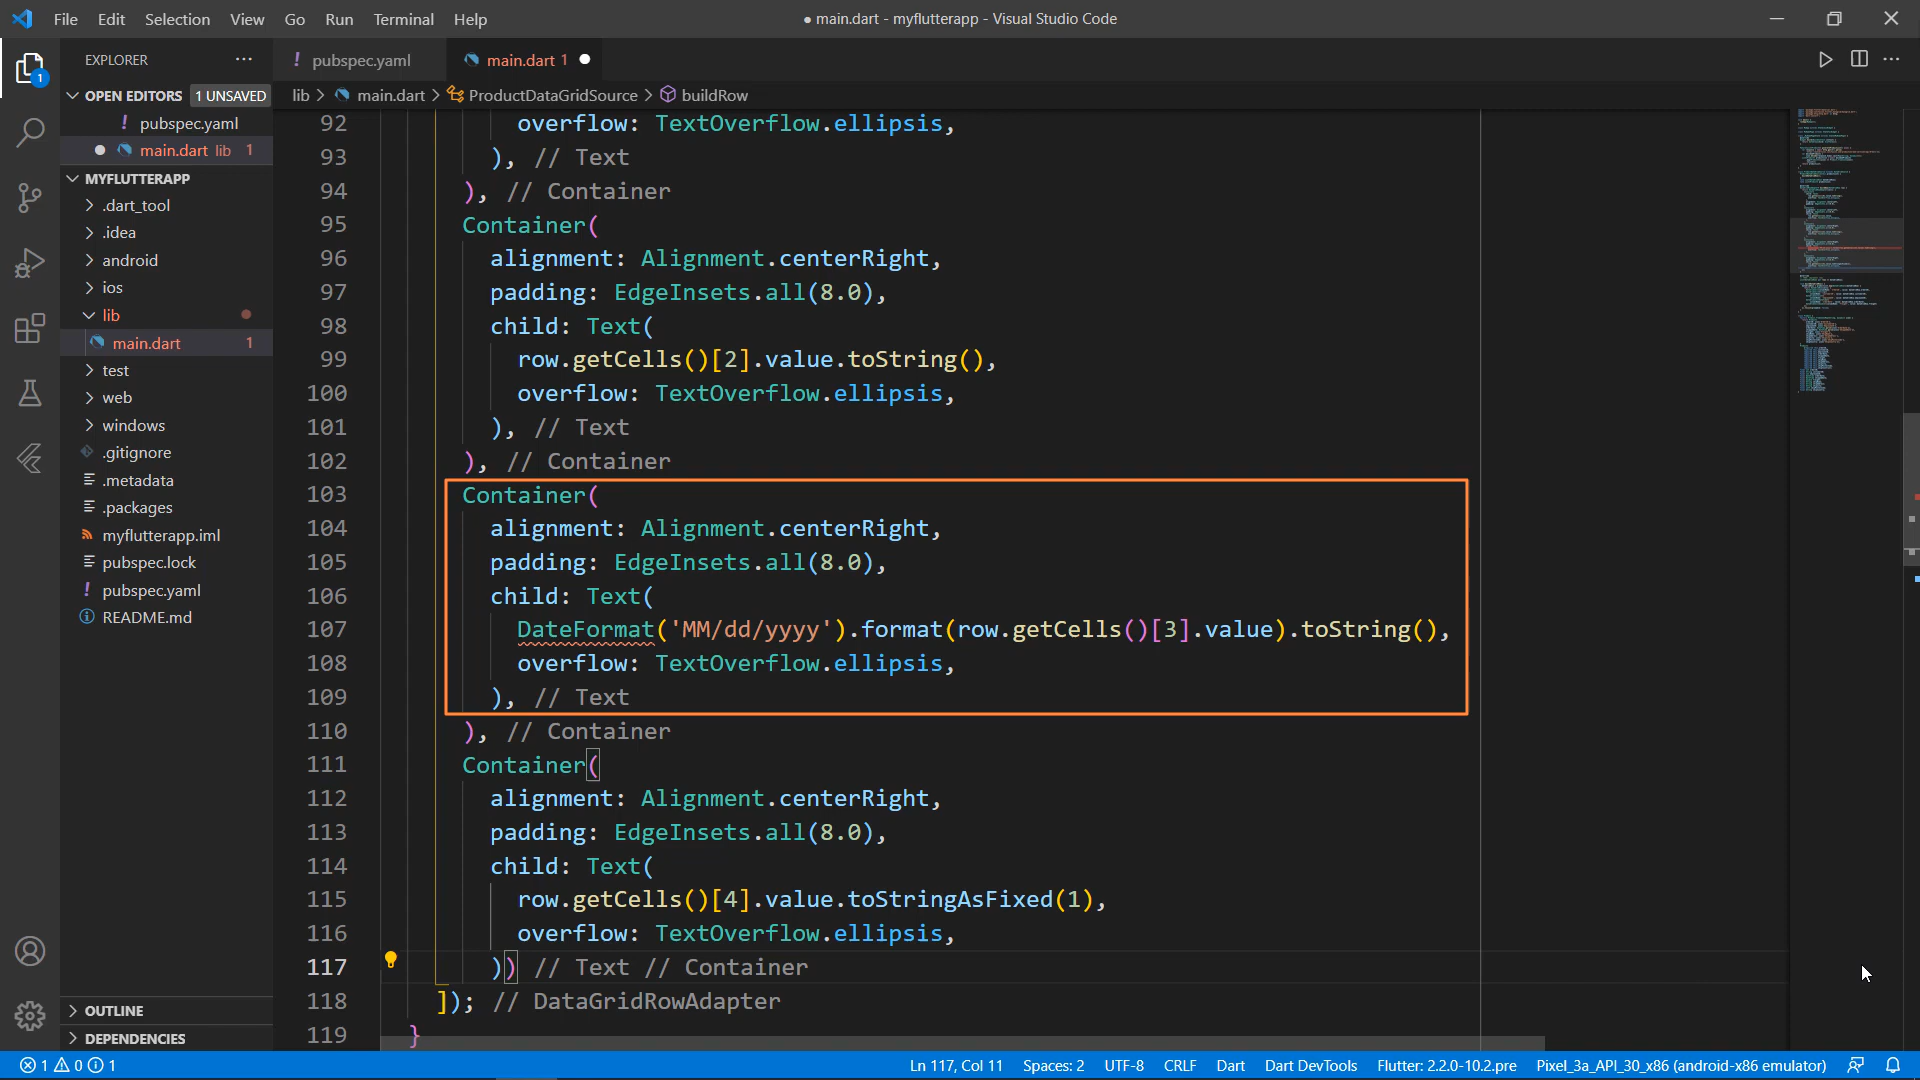 File Edit Selection View Go Run Terminal Help
● main.dart - myflutterapp - Visual Studio Code
EXPLORER
OPEN EDITORS 1 UNSAVED
! pubspec.yaml
main.dart lib 1
MYFLUTTERAPP
.dart_tool
.idea
android
ios
lib
main.dart 1
test
web
windows
.gitignore
.metadata
.packages
myflutterapp.iml
pubspec.lock
! pubspec.yaml
README.md
OUTLINE
DEPENDENCIES
1
! pubspec.yaml
main.dart 1
lib > main.dart > ProductDataGridSource > buildRow
92 overflow: TextOverflow.ellipsis,
93 ), // Text
94 ), // Container
95 Container(
96 alignment: Alignment.centerRight,
97 padding: EdgeInsets.all(8.0),
98 child: Text(
99 row.getCells()[2].value.toString(),
100 overflow: TextOverflow.ellipsis,
101 ), // Text
102 ), // Container
103 Container(
104 alignment: Alignment.centerRight,
105 padding: EdgeInsets.all(8.0),
106 child: Text(
107 DateFormat('MM/dd/yyyy').format(row.getCells()[3].value).toString(),
108 overflow: TextOverflow.ellipsis,
109 ), // Text
110 ), // Container
111 Container(
112 alignment: Alignment.centerRight,
113 padding: EdgeInsets.all(8.0),
114 child: Text(
115 row.getCells()[4].value.toStringAsFixed(1),
116 overflow: TextOverflow.ellipsis,
117 )) // Text // Container
118 ]); // DataGridRowAdapter
119 }
1 0 1
Ln 117, Col 11 Spaces: 2 UTF-8 CRLF Dart Dart DevTools Flutter: 2.2.0-10.2.pre Pixel_3a_API_30_x86 (android-x86 emulator)